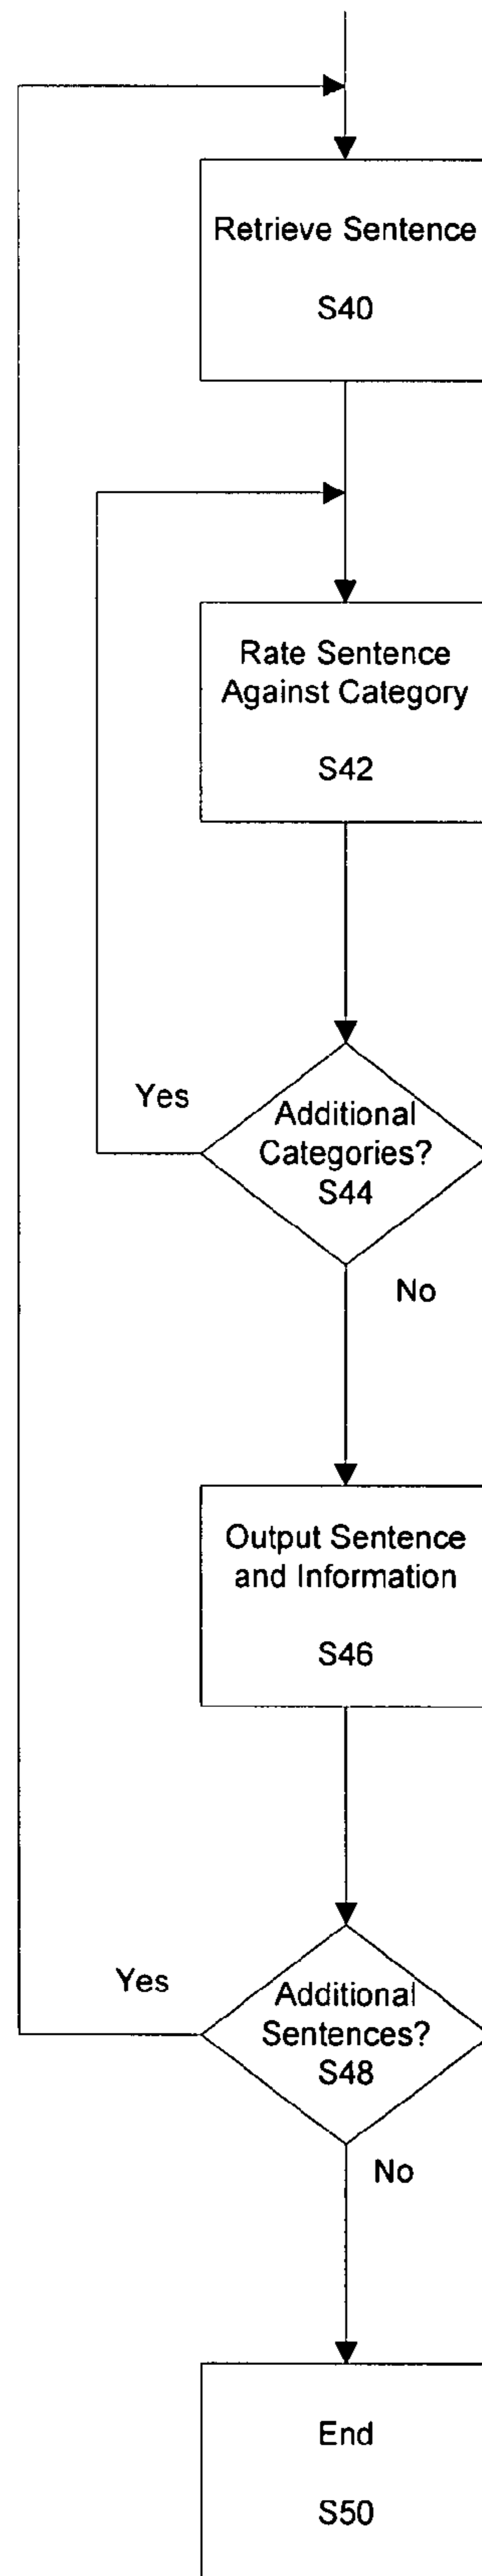 Retrieve Sentence
S40
Rate Sentence
Against Category
S42
Yes
Additional
Categories?
S44
No
Output Sentence
and Information
S46
Yes
Additional
Sentences?
S48
No
End
S50